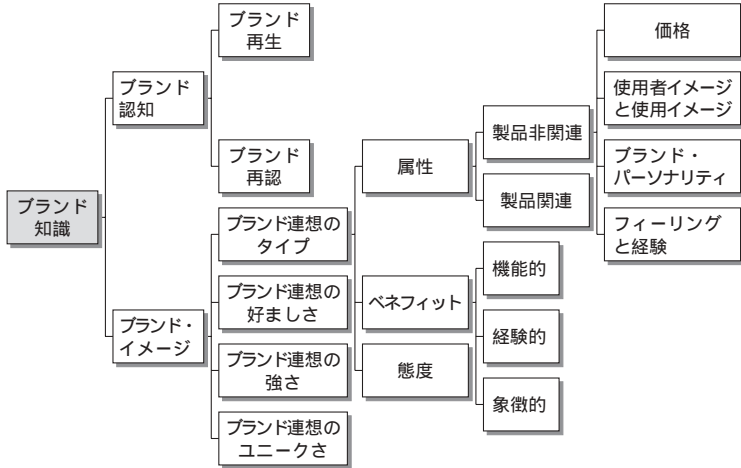 ブランド
知識
ブランド
認知
ブランド・
イメージ
ブランド
再生
ブランド
再認
ブランド連想の
タイプ
ブランド連想の
好ましさ
ブランド連想の
強さ
ブランド連想の
ユニークさ
属性
ベネフィット
態度
製品非関連
製品関連
機能的
経験的
象徴的
価格
使用者イメージ
と使用イメージ
ブランド・
パーソナリティ
フィーリング
と経験